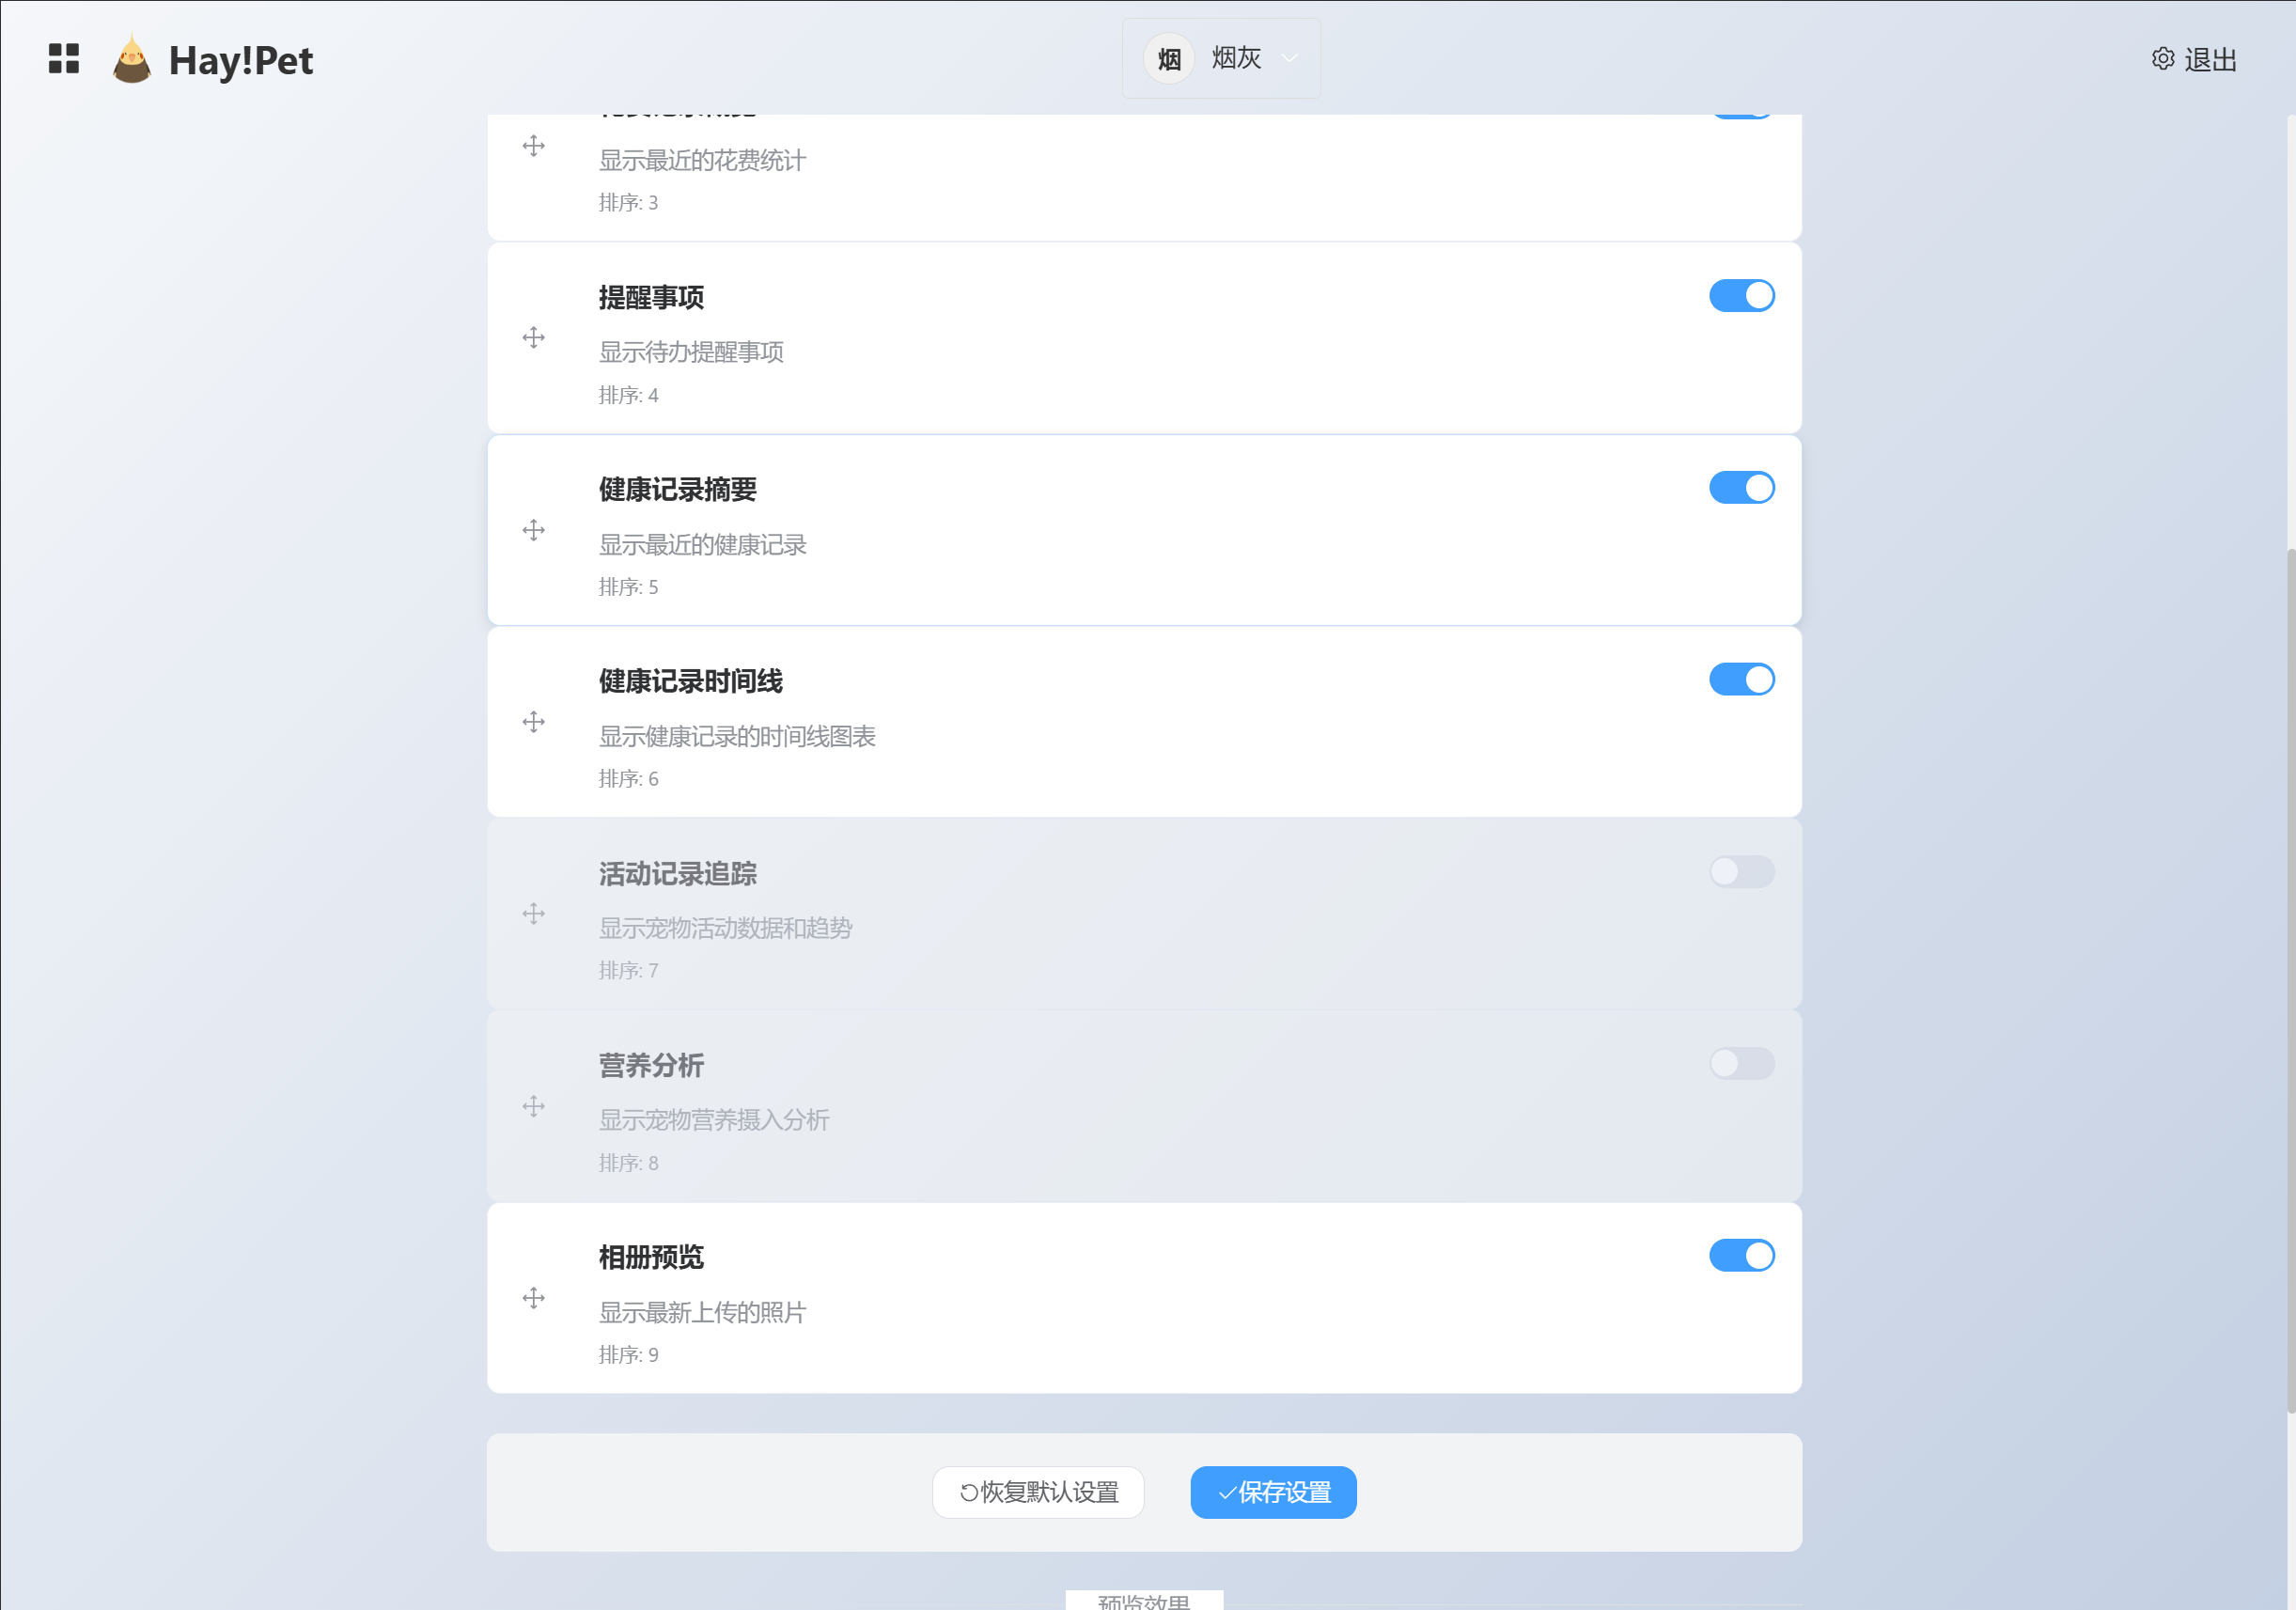 Hay!Pet
烟 烟灰
退出
显示最近的花费统计
排序: 3
提醒事项
显示待办提醒事项
排序: 4
健康记录摘要
显示最近的健康记录
排序: 5
健康记录时间线
显示健康记录的时间线图表
排序: 6
活动记录追踪
显示宠物活动数据和趋势
排序: 7
营养分析
显示宠物营养摄入分析
排序: 8
相册预览
显示最新上传的照片
排序: 9
恢复默认设置
保存设置
预览效果